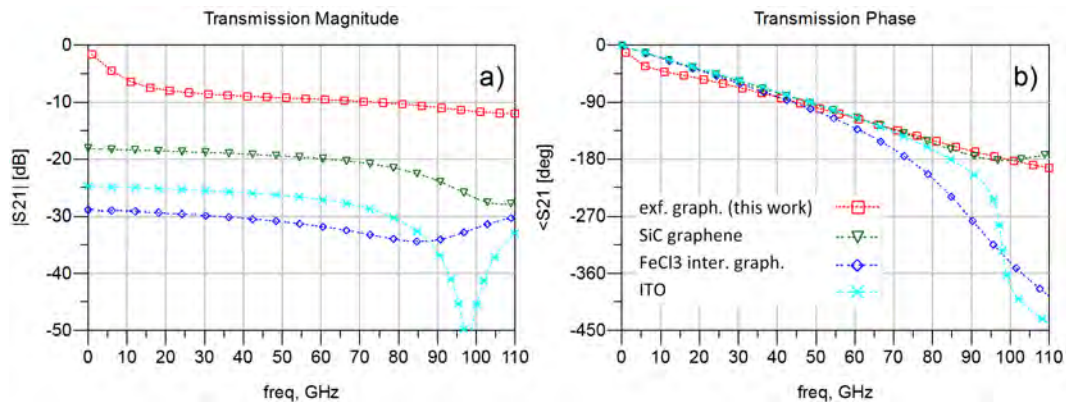 Transmission Magnitude
a)
|S21| [dB]
0
-10
-20
-30
-40
-50
0 10 20 30 40 50 60 70 80 90 100 110
freq, GHz
Transmission Phase
b)
<S21 [deg]
0
-90
-180
-270
-360
-450
exf. graph. (this work)
SiC graphene
FeCl3 inter. graph.
ITO
0 10 20 30 40 50 60 70 80 90 100 110
freq, GHz